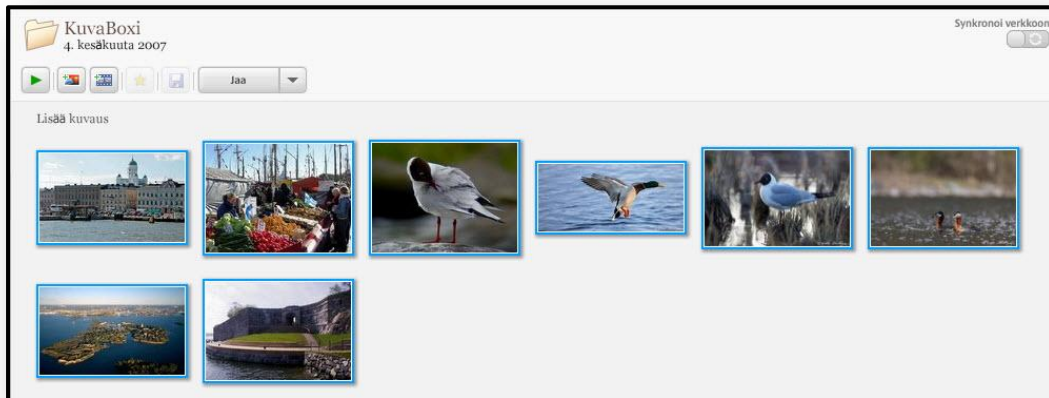 KuvaBoxi
4. kesäkuuta 2007
Synkronoi verkkoon
Jaa
Lisää kuvaus